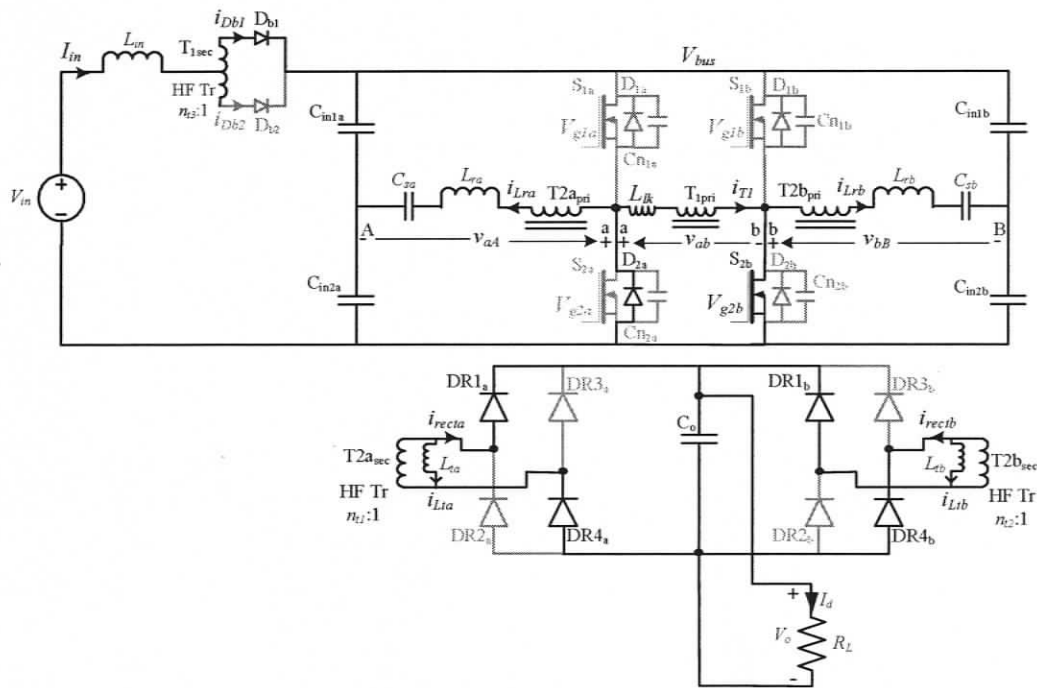 i_Db1 D_b1
I_in L_in T_1sec
V_bus
HF Tr
n_t3:1
i_Db2 D_b2
C_in1a S_1a D_1a S_1b D_1b C_in1b
V_g1a Cn_1a V_g1b Cn_1b
V_in
+
-
C_sa L_ra i_Lra T2a_pri L_lk T_1pri i_T1 T2b_pri i_Lrb L_rb C_sb
A a a b b B
- v_aA + + v_ab - + v_bB -
C_in2a S_2a D_2a S_2b D_2b C_in2b
V_g2a Cn_2a V_g2b Cn_2b
DR1_a DR3_a DR1_b DR3_b
i_recta C_o i_rectb
T2a_sec L_ta L_tb T2b_sec
HF Tr i_Lta i_Ltb HF Tr
n_t1:1 n_t2:1
DR2_a DR4_a DR2_b DR4_b
+ I_d
V_o R_L
-